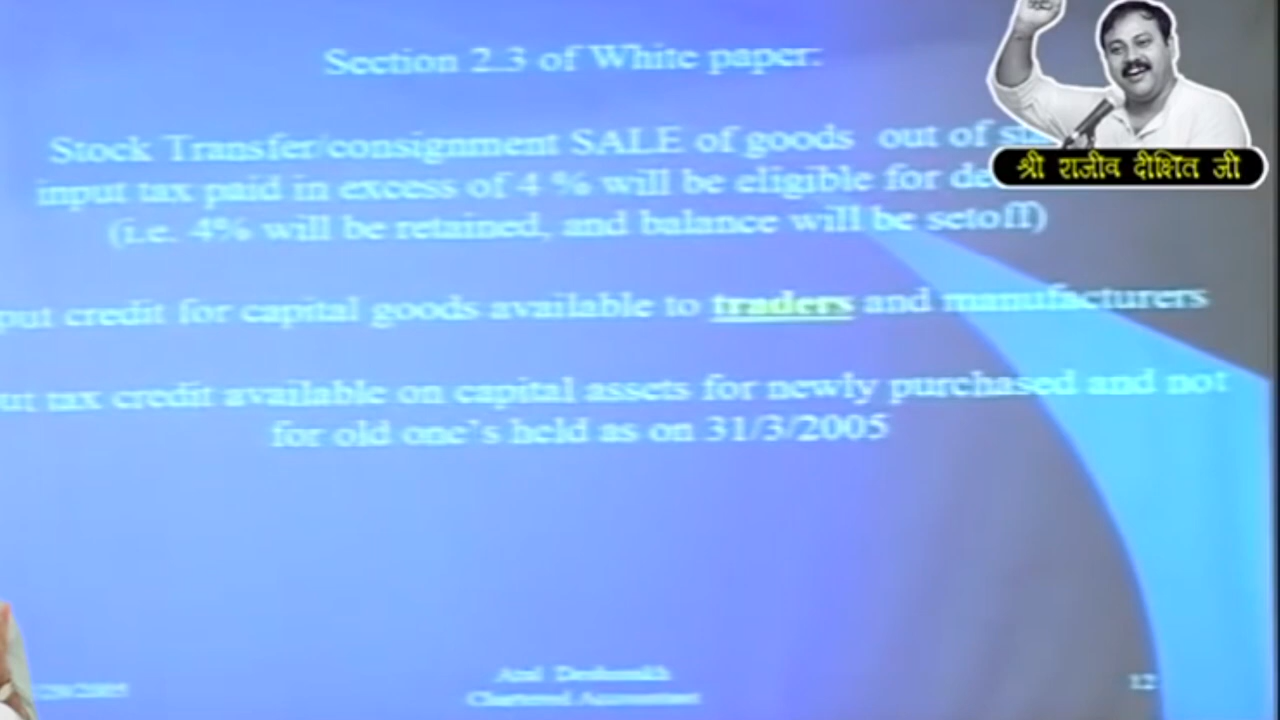 Section 2.3 of White paper:
Stock Transfer/consignment SALE of goods out of
input tax paid in excess of 4 % will be eligible for
(i.e. 4% will be retained, and balance will be setoff)
credit for capital goods available to traders and manufacturers
tax credit available on capital assets for newly purchased and not
for old one's held as on 31/3/2005
श्री राजीव दीक्षित जी
Chartered Accountant
12